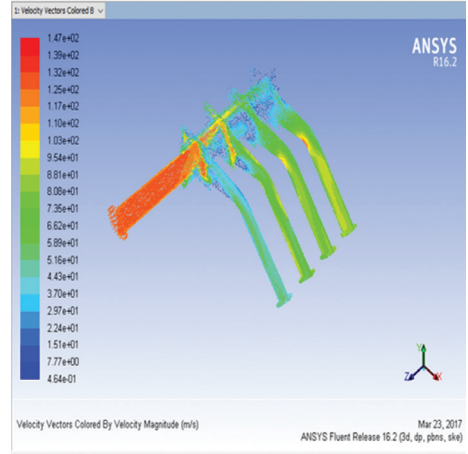 1: Velocity Vectors Colored B
ANSYS
R16.2
1.47e+02
1.39e+02
1.32e+02
1.25e+02
1.17e+02
1.10e+02
1.03e+02
9.54e+01
8.81e+01
8.08e+01
7.35e+01
6.62e+01
5.89e+01
5.16e+01
4.43e+01
3.70e+01
2.97e+01
2.24e+01
1.51e+01
7.77e+00
4.64e-01
Y
Z
X
Velocity Vectors Colored By Velocity Magnitude (m/s)
Mar 23, 2017
ANSYS Fluent Release 16.2 (3d, dp, pbns, ske)